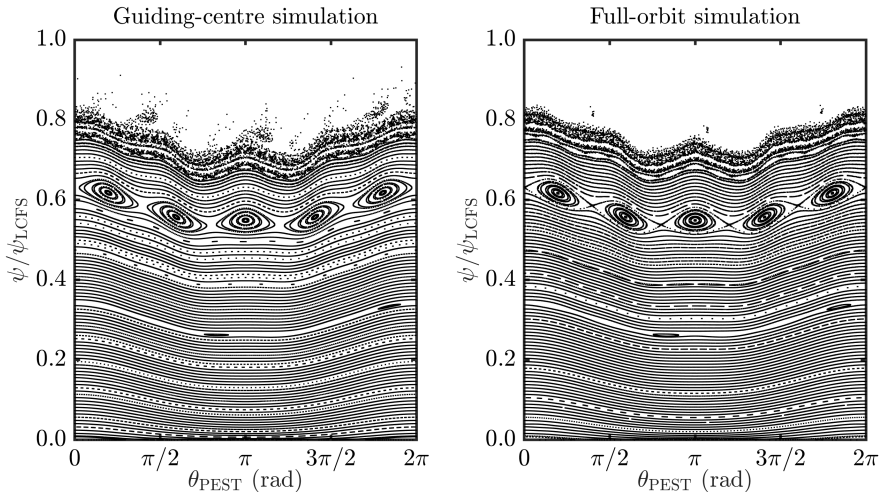 Guiding-centre simulation
1.0
0.8
0.6
0.4
0.2
0.0
ψ/ψLCFS
0 π/2 π 3π/2 2π
θPEST (rad)
Full-orbit simulation
1.0
0.8
0.6
0.4
0.2
0.0
ψ/ψLCFS
0 π/2 π 3π/2 2π
θPEST (rad)